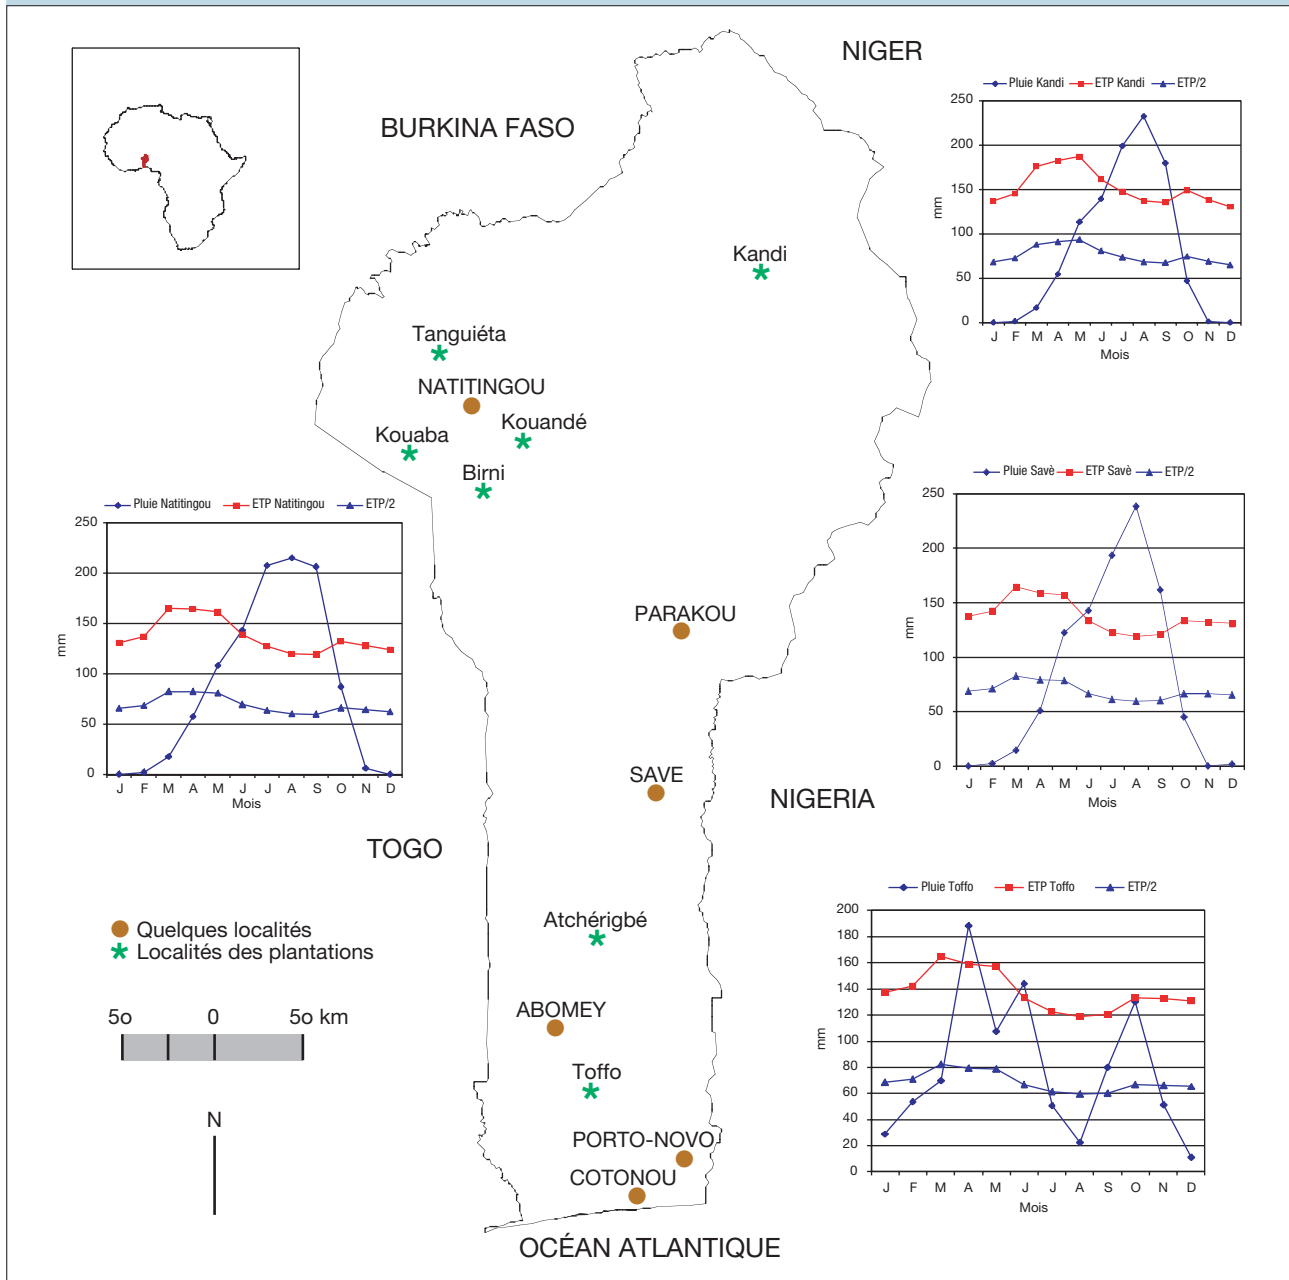 NIGER
BURKINA FASO
Pluie Kandi ETP Kandi ETP/2
250
200
150
100
50
0
mm
J F M A M J J A S O N D
Mois
Kandi
Tanguiéta
NATITINGOU
Kouandé
Kouaba
Birni
Pluie Natitingou ETP Natitingou ETP/2
250
200
150
100
50
0
mm
J F M A M J J A S O N D
Mois
Pluie Savè ETP Savè ETP/2
250
200
150
100
50
0
mm
J F M A M J J A S O N D
Mois
PARAKOU
SAVE
NIGERIA
TOGO
Quelques localités
Localités des plantations
50 0 50 km
N
Atchérigbé
ABOMEY
Toffo
PORTO-NOVO
COTONOU
Pluie Toffo ETP Toffo ETP/2
200
180
160
140
120
100
80
60
40
20
0
mm
J F M A M J J A S O N D
Mois
OCÉAN ATLANTIQUE